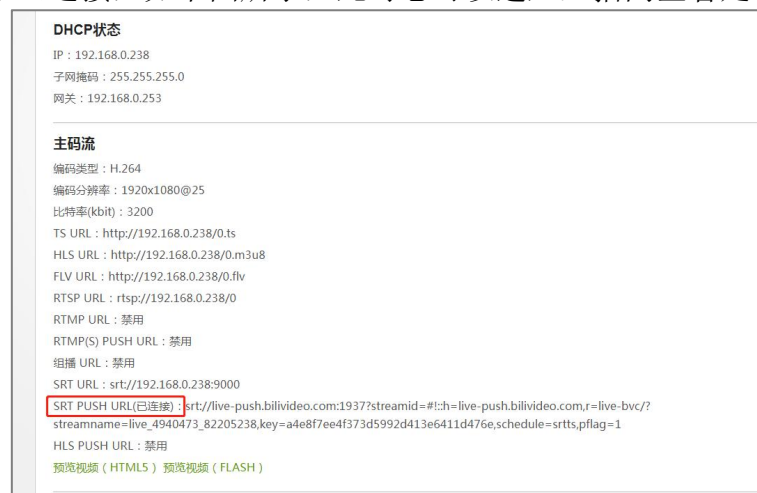 DHCP状态
IP：192.168.0.238
子网掩码：255.255.255.0
网关：192.168.0.253
主码流
编码类型：H.264
编码分辨率：1920x1080@25
比特率(kbit)：3200
TS URL：http://192.168.0.238/0.ts
HLS URL：http://192.168.0.238/0.m3u8
FLV URL：http://192.168.0.238/0.flv
RTSP URL：rtsp://192.168.0.238/0
RTMP URL：禁用
RTMP(S) PUSH URL：禁用
组播 URL：禁用
SRT URL：srt://192.168.0.238:9000
SRT PUSH URL(已连接)：srt://live-push.bilivideo.com:1937?streamid=#!::h=live-push.bilivideo.com,r=live-bvc/?
streamname=live_4940473_82205238,key=a4e8f7ee4f373d5992d413e6411d476e,schedule=srtts,pflag=1
HLS PUSH URL：禁用
预览视频（HTML5） 预览视频（FLASH）